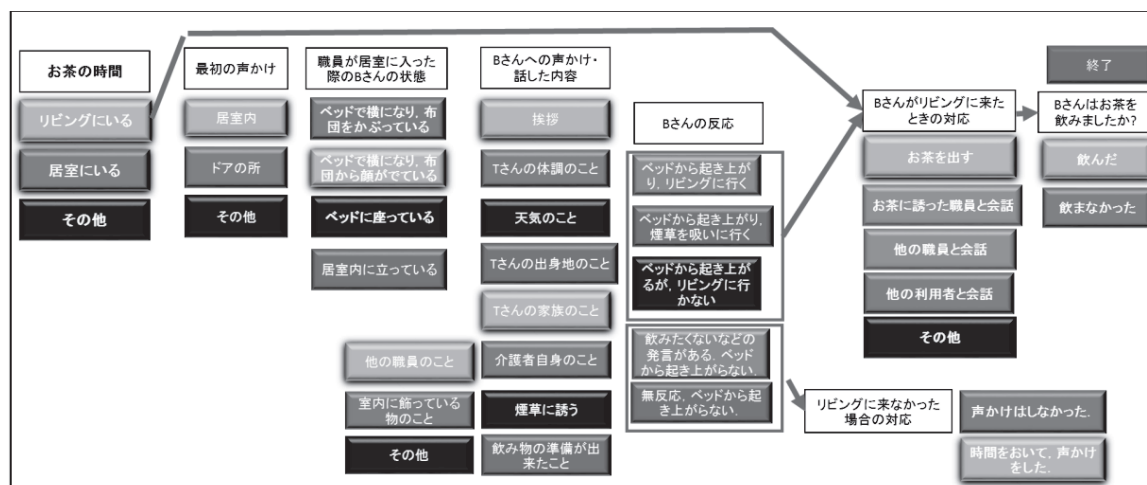 お茶の時間
リビングにいる
居室にいる
その他
最初の声かけ
居室内
ドアの所
その他
職員が居室に入った
際のBさんの状態
ベッドで横になり，布
団をかぶっている
ベッドで横になり，布
団から顔がでている
ベッドに座っている
居室内に立っている
Bさんへの声かけ・
話した内容
挨拶
Tさんの体調のこと
天気のこと
Tさんの出身地のこと
Tさんの家族のこと
他の職員のこと
介護者自身のこと
室内に飾っている
物のこと
煙草に誘う
その他
飲み物の準備が出
来たこと
Bさんの反応
ベッドから起き上が
り，リビングに行く
ベッドから起き上がり，
煙草を吸いに行く
ベッドから起き上が
るが，リビングに行
かない
飲みたくないなどの
発言がある．ベッド
から起き上がらない．
無反応，ベッドから起
き上がらない．
Bさんがリビングに来た
ときの対応
お茶を出す
お茶に誘った職員と会話
他の職員と会話
他の利用者と会話
その他
終了
Bさんはお茶を
飲みましたか？
飲んだ
飲まなかった
リビングに来なかった
場合の対応
声かけはしなかった．
時間をおいて，声かけ
をした．